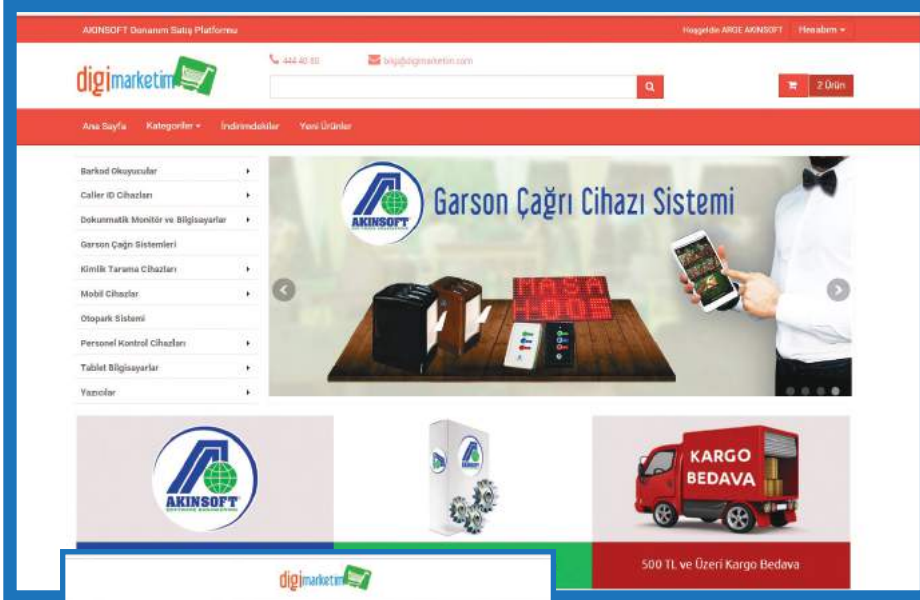 AKINSOFT Donanım Satış Platformu
Hoşgeldin ARGE AKINSOFT
Hesabım
digimarketim
444 40 80
bilgi@digimarketim.com
2 Ürün
Ana Sayfa
Kategoriler
İndirimdekiler
Yeni Ürünler
Barkod Okuyucular
Caller ID Cihazları
Dokunmatik Monitör ve Bilgisayarlar
Garson Çağrı Sistemleri
Kimlik Tarama Cihazları
Mobil Cihazlar
Otopark Sistemi
Personel Kontrol Cihazları
Tablet Bilgisayarlar
Yazıcılar
AKINSOFT
Garson Çağrı Cihazı Sistemi
MASA
AKINSOFT
SOFTWARE ENGINEERING
KARGO
BEDAVA
500 TL ve Üzeri Kargo Bedava
digimarketim